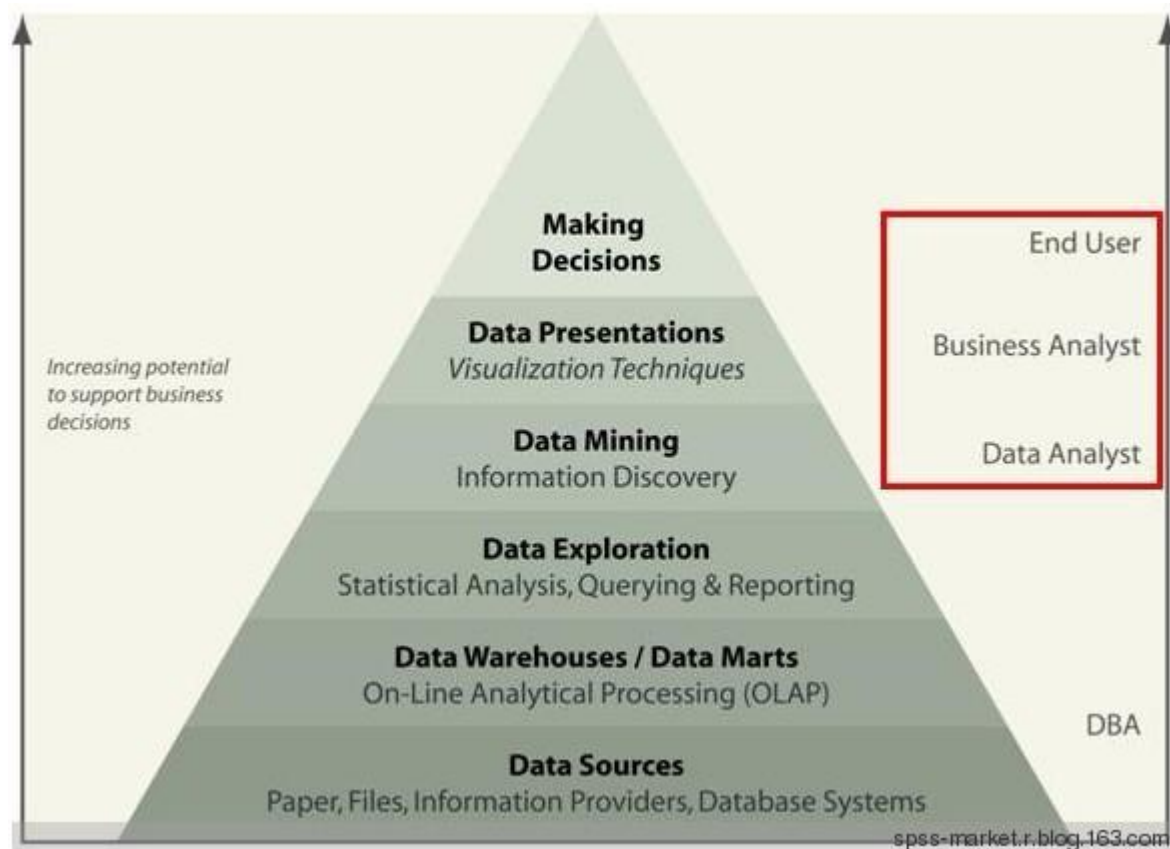 Making
Decisions
End User
Data Presentations
Visualization Techniques
Business Analyst
Increasing potential
to support business
decisions
Data Mining
Information Discovery
Data Analyst
Data Exploration
Statistical Analysis, Querying & Reporting
Data Warehouses / Data Marts
On-Line Analytical Processing (OLAP)
DBA
Data Sources
Paper, Files, Information Providers, Database Systems
spss-market.r.blog.163.com